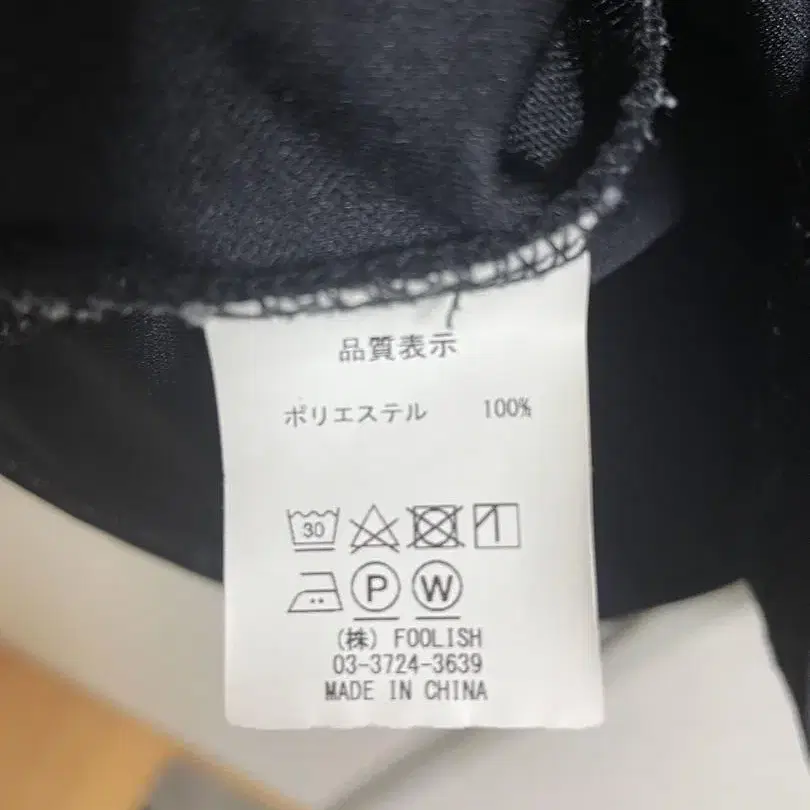 品質表示
ポリエステル 100%
30
P W
(株) FOOLISH
03-3724-3639
MADE IN CHINA